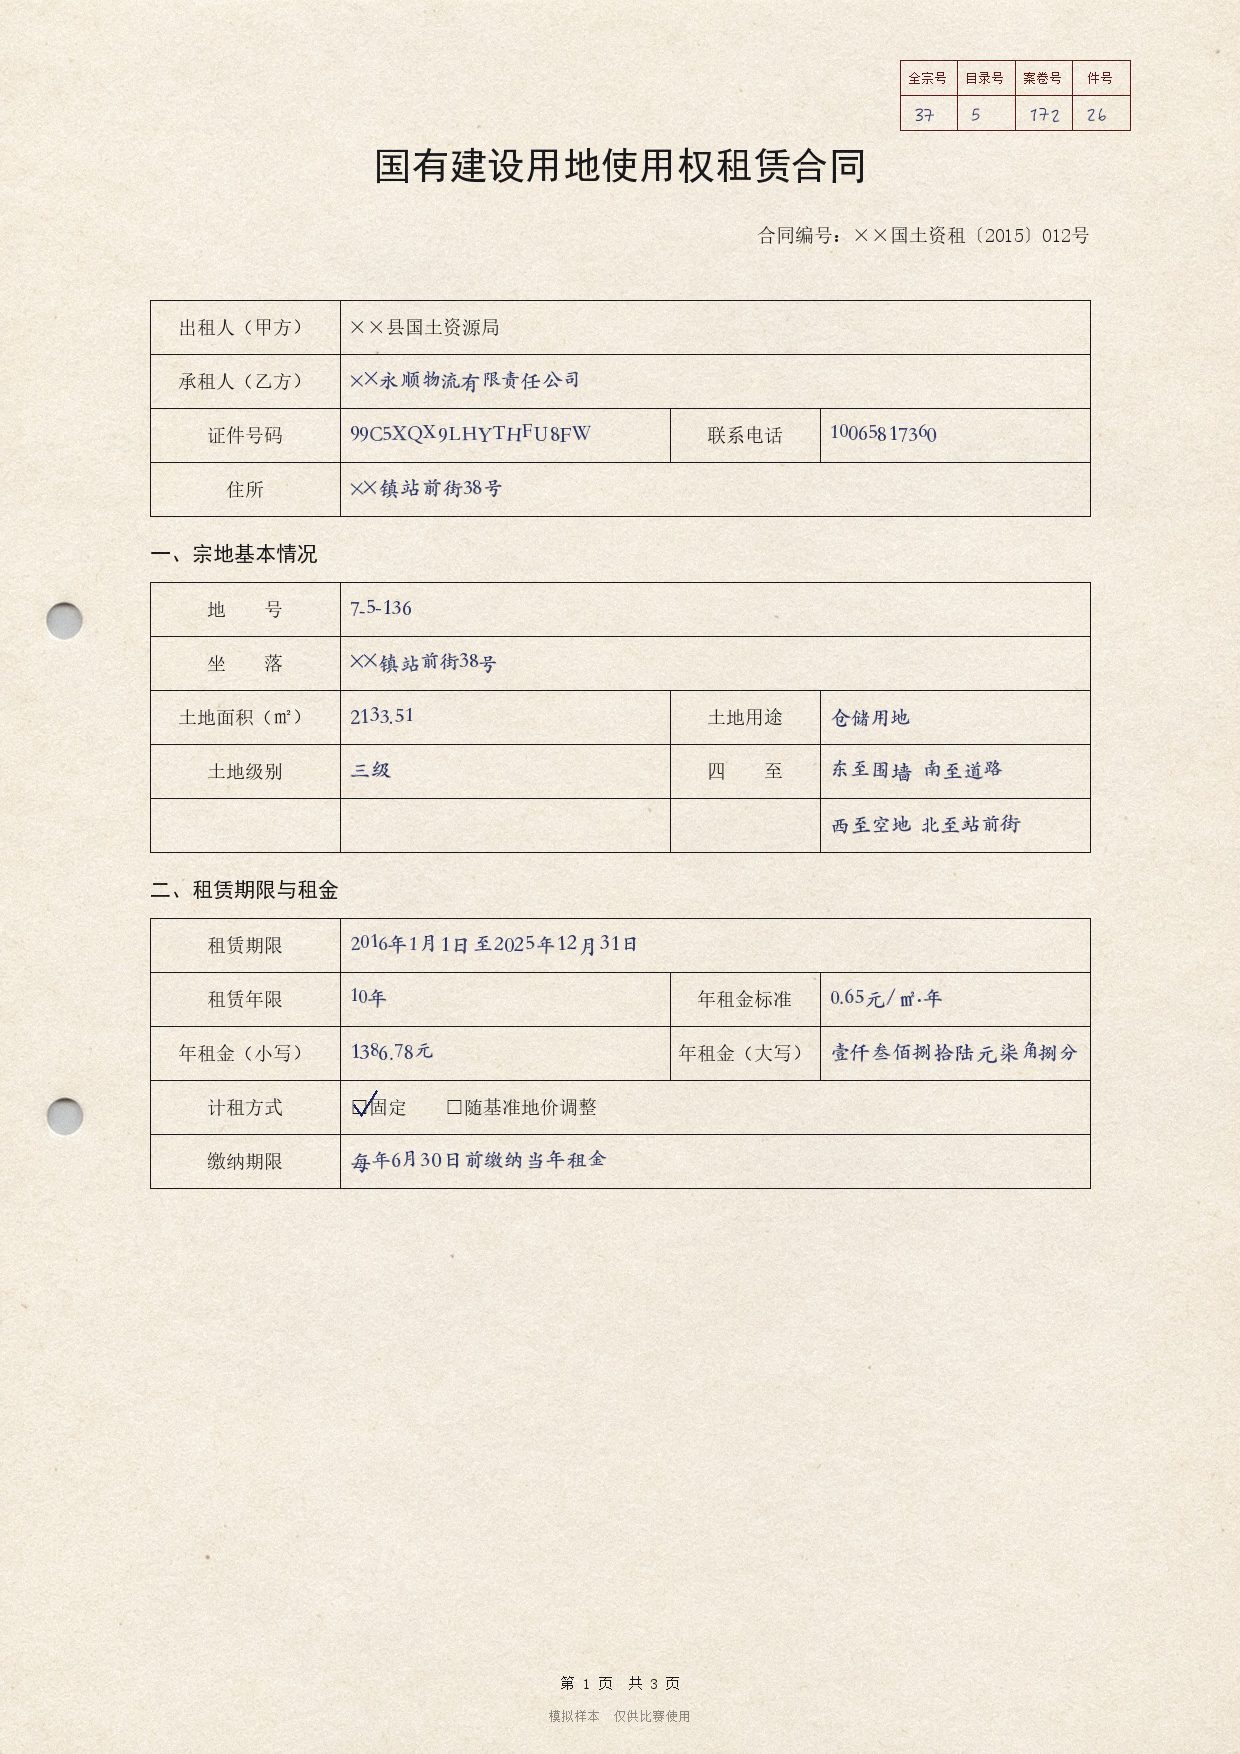 全宗号 目录号 案卷号 件号
37 5 172 26
国有建设用地使用权租赁合同
合同编号：××国土资租〔2015〕012号
出租人（甲方） ××县国土资源局
承租人（乙方） ××永顺物流有限责任公司
证件号码 99C5XQX9LHYTHFU8FW 联系电话 10065817360
住所 ××镇站前街38号
一、宗地基本情况
地 号 7-5-136
坐 落 ××镇站前街38号
土地面积（㎡） 2133.51 土地用途 仓储用地
土地级别 三级 四 至 东至围墙 南至道路
西至空地 北至站前街
二、租赁期限与租金
租赁期限 2016年1月1日至2025年12月31日
租赁年限 10年 年租金标准 0.65元/㎡·年
年租金（小写） 1386.78元 年租金（大写） 壹仟叁佰捌拾陆元柒角捌分
计租方式 ☑固定 □随基准地价调整
缴纳期限 每年6月30日前缴纳当年租金
第 1 页 共 3 页
模拟样本 仅供比赛使用